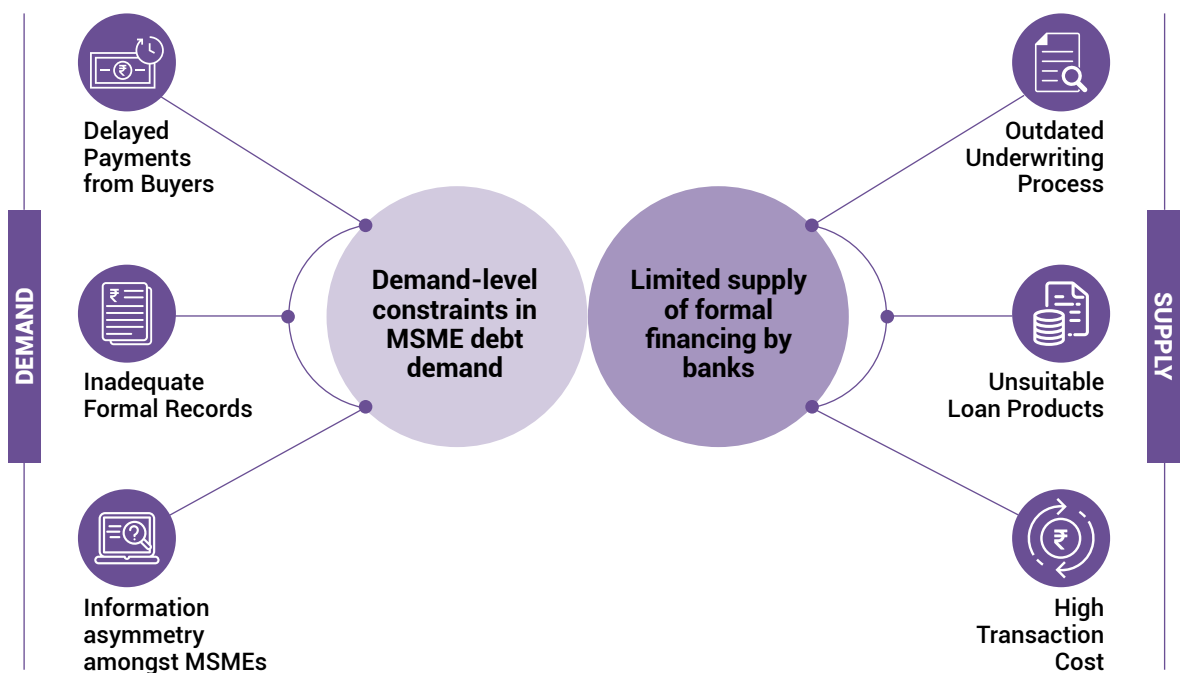 DEMAND
Delayed
Payments
from Buyers
Inadequate
Formal Records
Information
asymmetry
amongst MSMEs
Demand-level
constraints in
MSME debt
demand
Limited supply
of formal
financing by
banks
Outdated
Underwriting
Process
Unsuitable
Loan Products
High
Transaction
Cost
SUPPLY